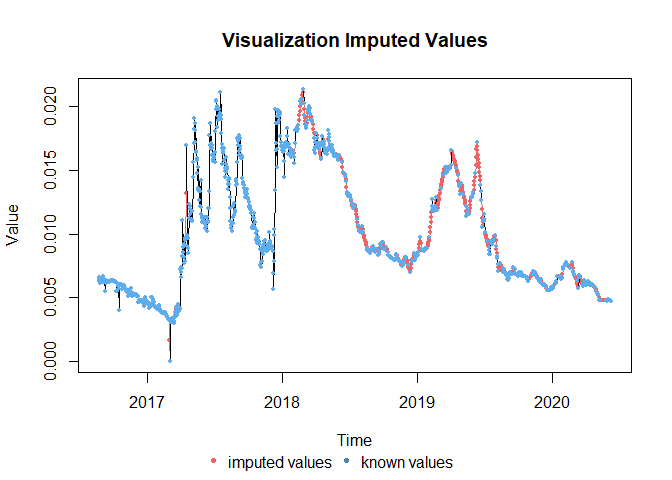 Visualization Imputed Values
Value
0.020
0.015
0.010
0.005
0.000
2017 2018 2019 2020
Time
imputed values known values